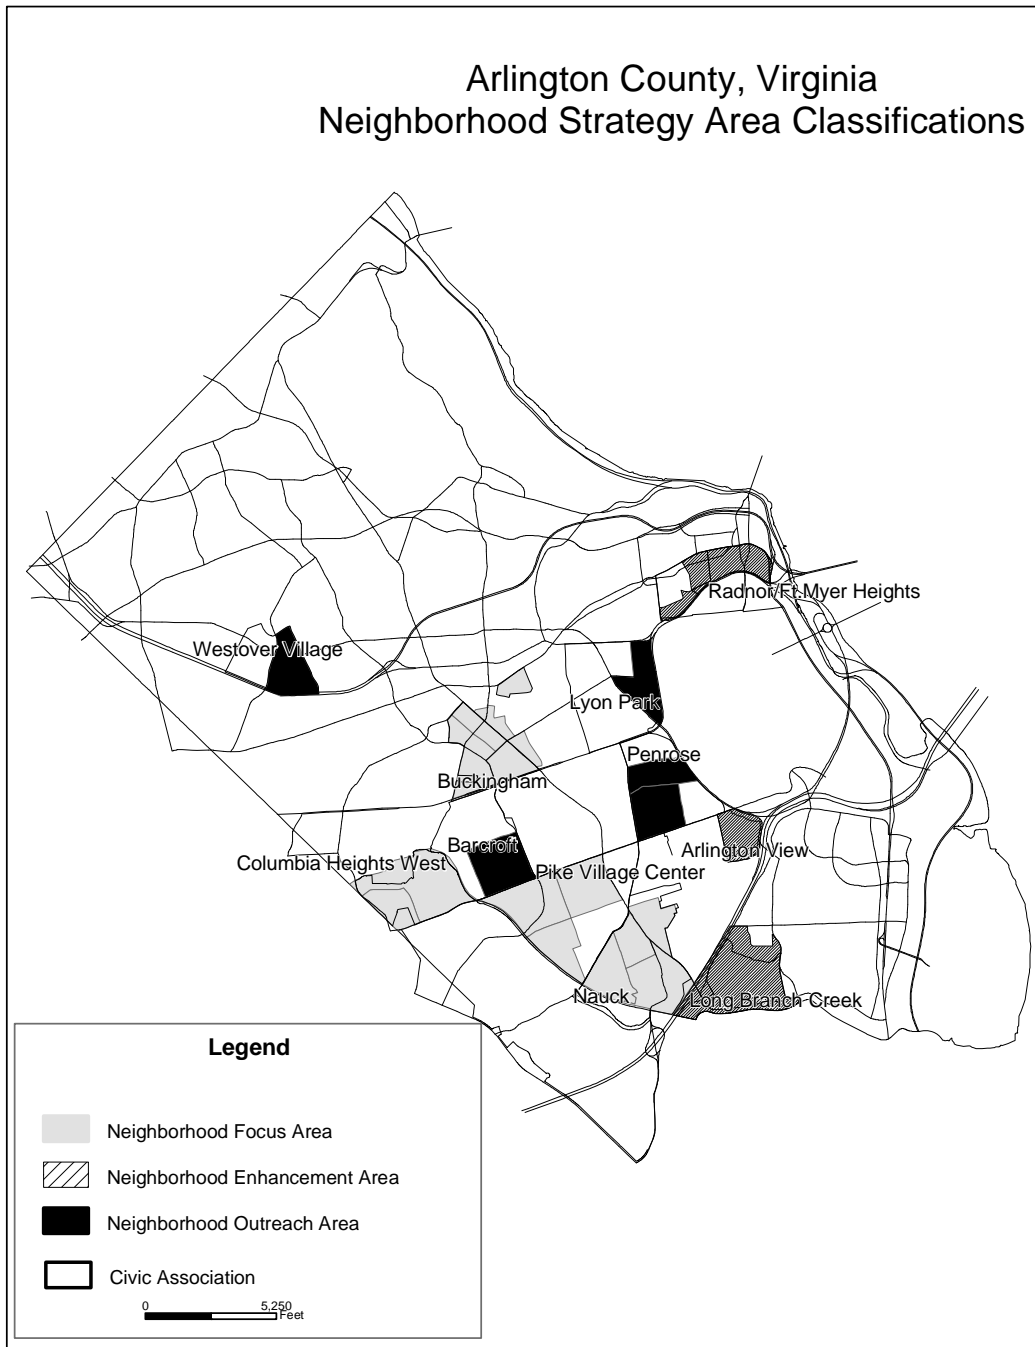 Arlington County, Virginia
Neighborhood Strategy Area Classifications
Radnor/Ft.Myer Heights
Westover Village
Lyon Park
Penrose
Buckingham
Barcroft
Arlington View
Columbia Heights West
Pike Village Center
Nauck
Long Branch Creek
Legend
Neighborhood Focus Area
Neighborhood Enhancement Area
Neighborhood Outreach Area
Civic Association
0 5,250
Feet